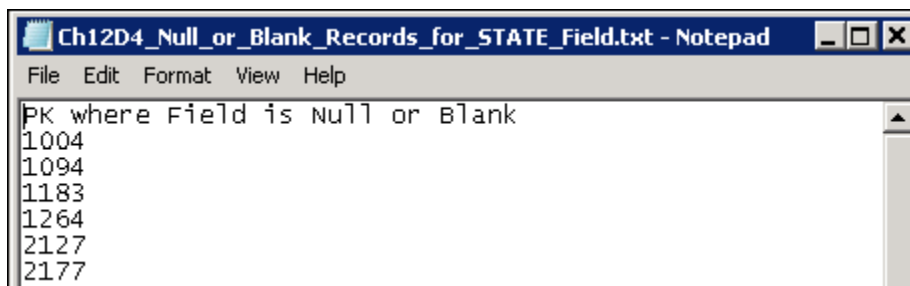 Ch12D4_Null_or_Blank_Records_for_STATE_Field.txt - Notepad
File Edit Format View Help
PK where Field is Null or Blank
1004
1094
1183
1264
2127
2177